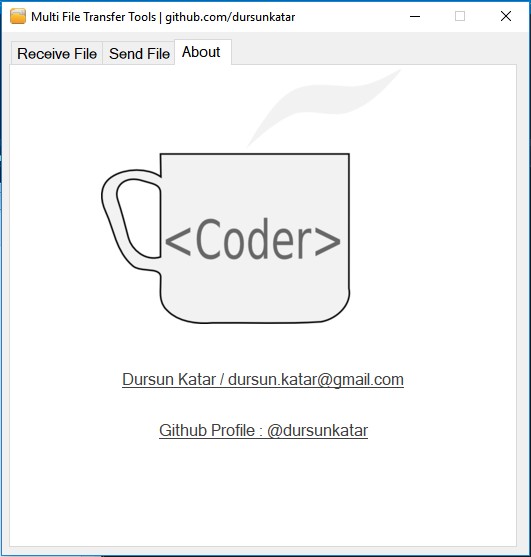 Multi File Transfer Tools | github.com/dursunkatar
Receive File Send File About
<Coder>
Dursun Katar / dursun.katar@gmail.com
Github Profile : @dursunkatar